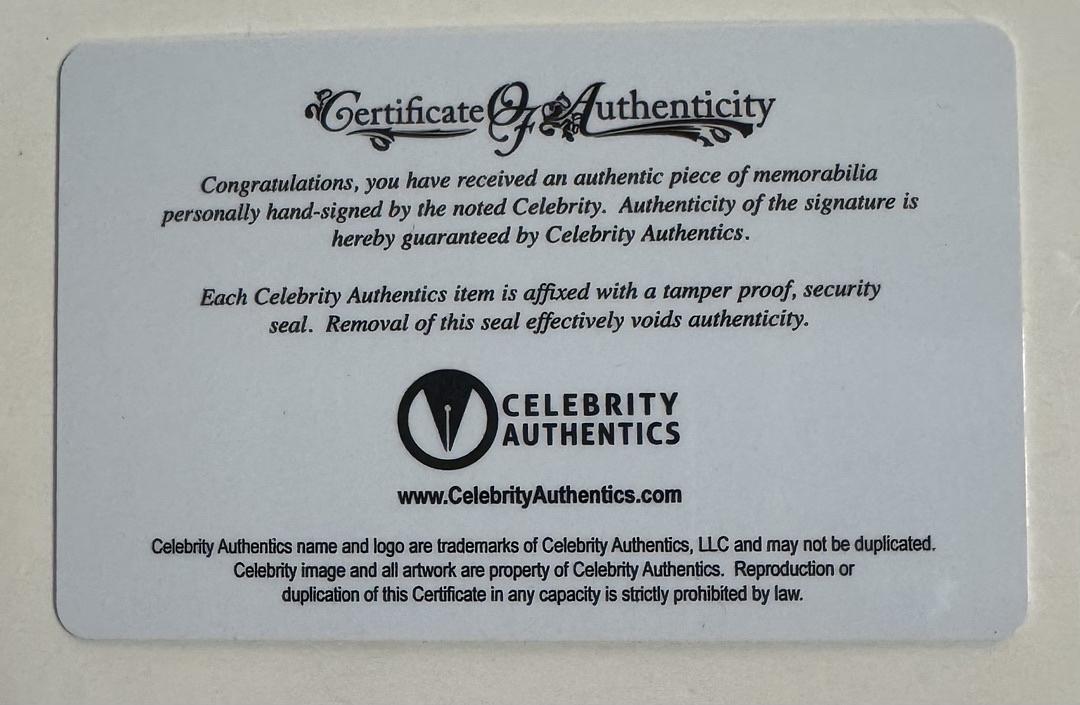 Certificate Of Authenticity
Congratulations, you have received an authentic piece of memorabilia
personally hand-signed by the noted Celebrity. Authenticity of the signature is
hereby guaranteed by Celebrity Authentics.
Each Celebrity Authentics item is affixed with a tamper proof, security
seal. Removal of this seal effectively voids authenticity.
CELEBRITY
AUTHENTICS
www.CelebrityAuthentics.com
Celebrity Authentics name and logo are trademarks of Celebrity Authentics, LLC and may not be duplicated.
Celebrity image and all artwork are property of Celebrity Authentics. Reproduction or
duplication of this Certificate in any capacity is strictly prohibited by law.